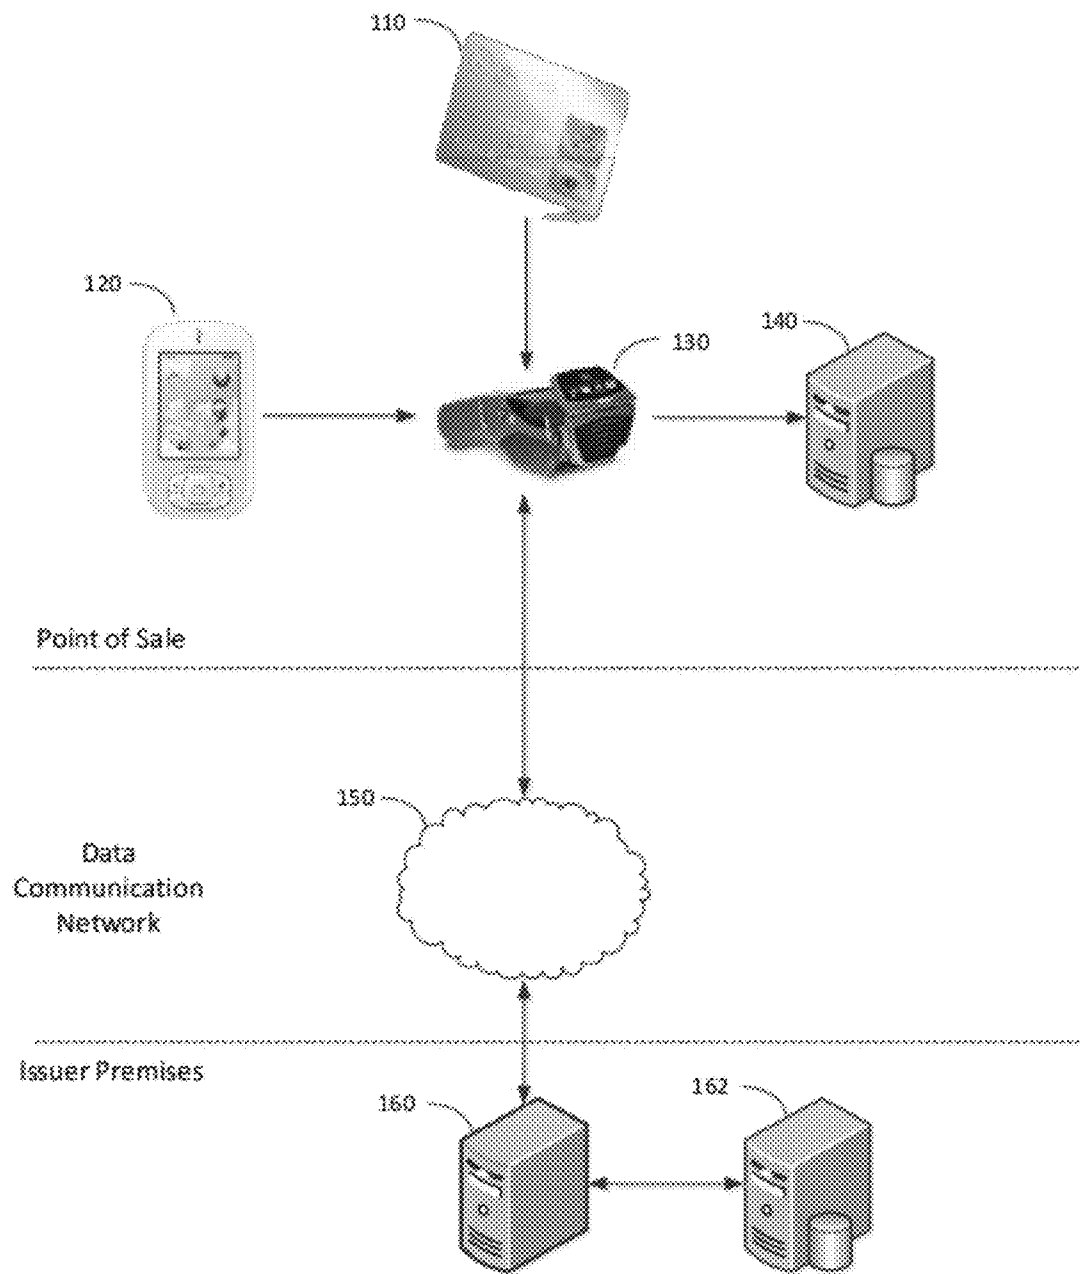 110
120
130
140
Point of Sale
150
Data
Communication
Network
Issuer Premises
160
162